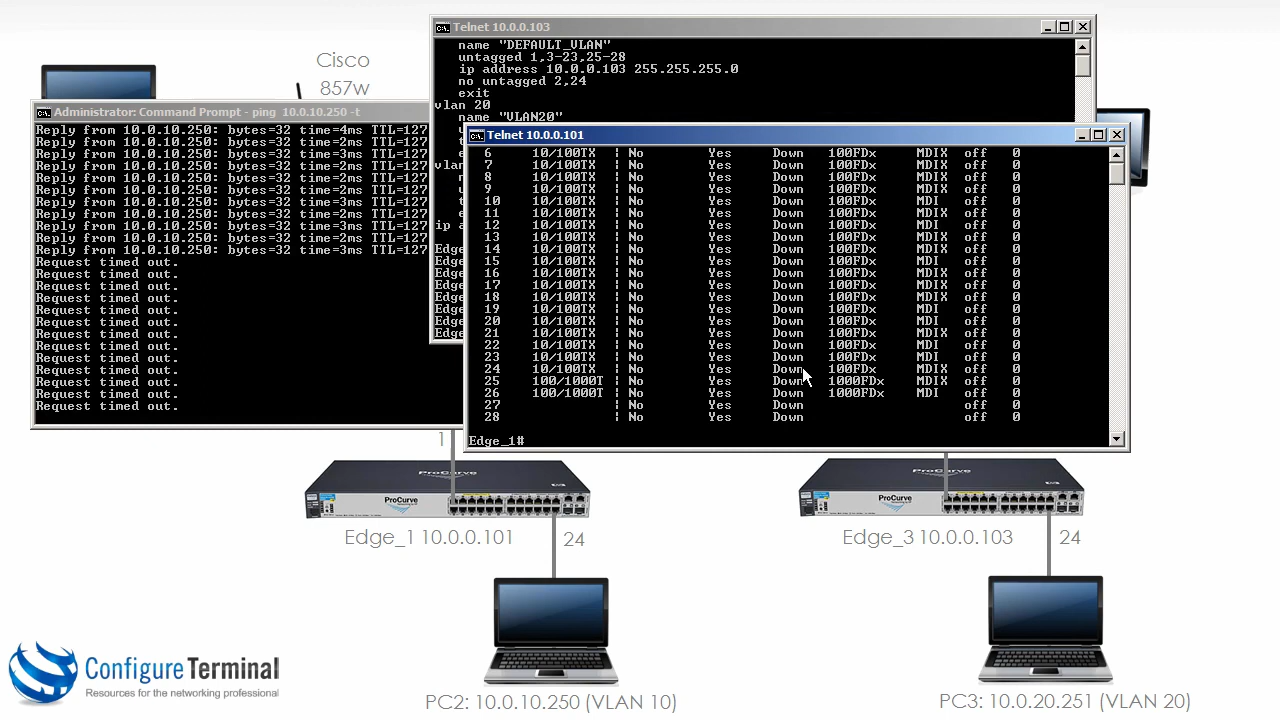 Telnet 10.0.0.103
name "DEFAULT_VLAN"
untagged 1,3-23,25-28
ip address 10.0.0.103 255.255.255.0
no untagged 2,24
exit
vlan 20
name "VLAN20"
Cisco
857w
Administrator: Command Prompt - ping 10.0.10.250 -t
Reply from 10.0.10.250: bytes=32 time=4ms TTL=127
Reply from 10.0.10.250: bytes=32 time=3ms TTL=127
Reply from 10.0.10.250: bytes=32 time=2ms TTL=127
Reply from 10.0.10.250: bytes=32 time=2ms TTL=127
Reply from 10.0.10.250: bytes=32 time=2ms TTL=127
Reply from 10.0.10.250: bytes=32 time=2ms TTL=127
Reply from 10.0.10.250: bytes=32 time=2ms TTL=127
Reply from 10.0.10.250: bytes=32 time=2ms TTL=127
Reply from 10.0.10.250: bytes=32 time=3ms TTL=127
Reply from 10.0.10.250: bytes=32 time=2ms TTL=127
Reply from 10.0.10.250: bytes=32 time=3ms TTL=127
Request timed out.
Request timed out.
Request timed out.
Request timed out.
Request timed out.
Request timed out.
Request timed out.
Request timed out.
Request timed out.
Request timed out.
Request timed out.
Request timed out.
Request timed out.
vlan
ip a
Edge
Edge
Edge
Edge
Edge
Edge
Edge
Edge
Telnet 10.0.0.101
6 10/100TX | No Yes Down 100FDx MDIX off 0
7 10/100TX | No Yes Down 100FDx MDIX off 0
8 10/100TX | No Yes Down 100FDx MDIX off 0
9 10/100TX | No Yes Down 100FDx MDIX off 0
10 10/100TX | No Yes Down 100FDx MDI off 0
11 10/100TX | No Yes Down 100FDx MDIX off 0
12 10/100TX | No Yes Down 100FDx MDI off 0
13 10/100TX | No Yes Down 100FDx MDIX off 0
14 10/100TX | No Yes Down 100FDx MDIX off 0
15 10/100TX | No Yes Down 100FDx MDI off 0
16 10/100TX | No Yes Down 100FDx MDIX off 0
17 10/100TX | No Yes Down 100FDx MDIX off 0
18 10/100TX | No Yes Down 100FDx MDIX off 0
19 10/100TX | No Yes Down 100FDx MDI off 0
20 10/100TX | No Yes Down 100FDx MDI off 0
21 10/100TX | No Yes Down 100FDx MDIX off 0
22 10/100TX | No Yes Down 100FDx MDI off 0
23 10/100TX | No Yes Down 100FDx MDI off 0
24 10/100TX | No Yes Down 100FDx MDIX off 0
25 100/1000T | No Yes Down 1000FDx MDIX off 0
26 100/1000T | No Yes Down 1000FDx MDI off 0
27 | No Yes Down off 0
28 | No Yes Down off 0
Edge_1#
1
ProCurve
ProCurve
ProCurve
ProCurve
Edge_1 10.0.0.101
24
Edge_3 10.0.0.103
24
PC2: 10.0.10.250 (VLAN 10)
PC3: 10.0.20.251 (VLAN 20)
Configure Terminal
Resources for the networking professional